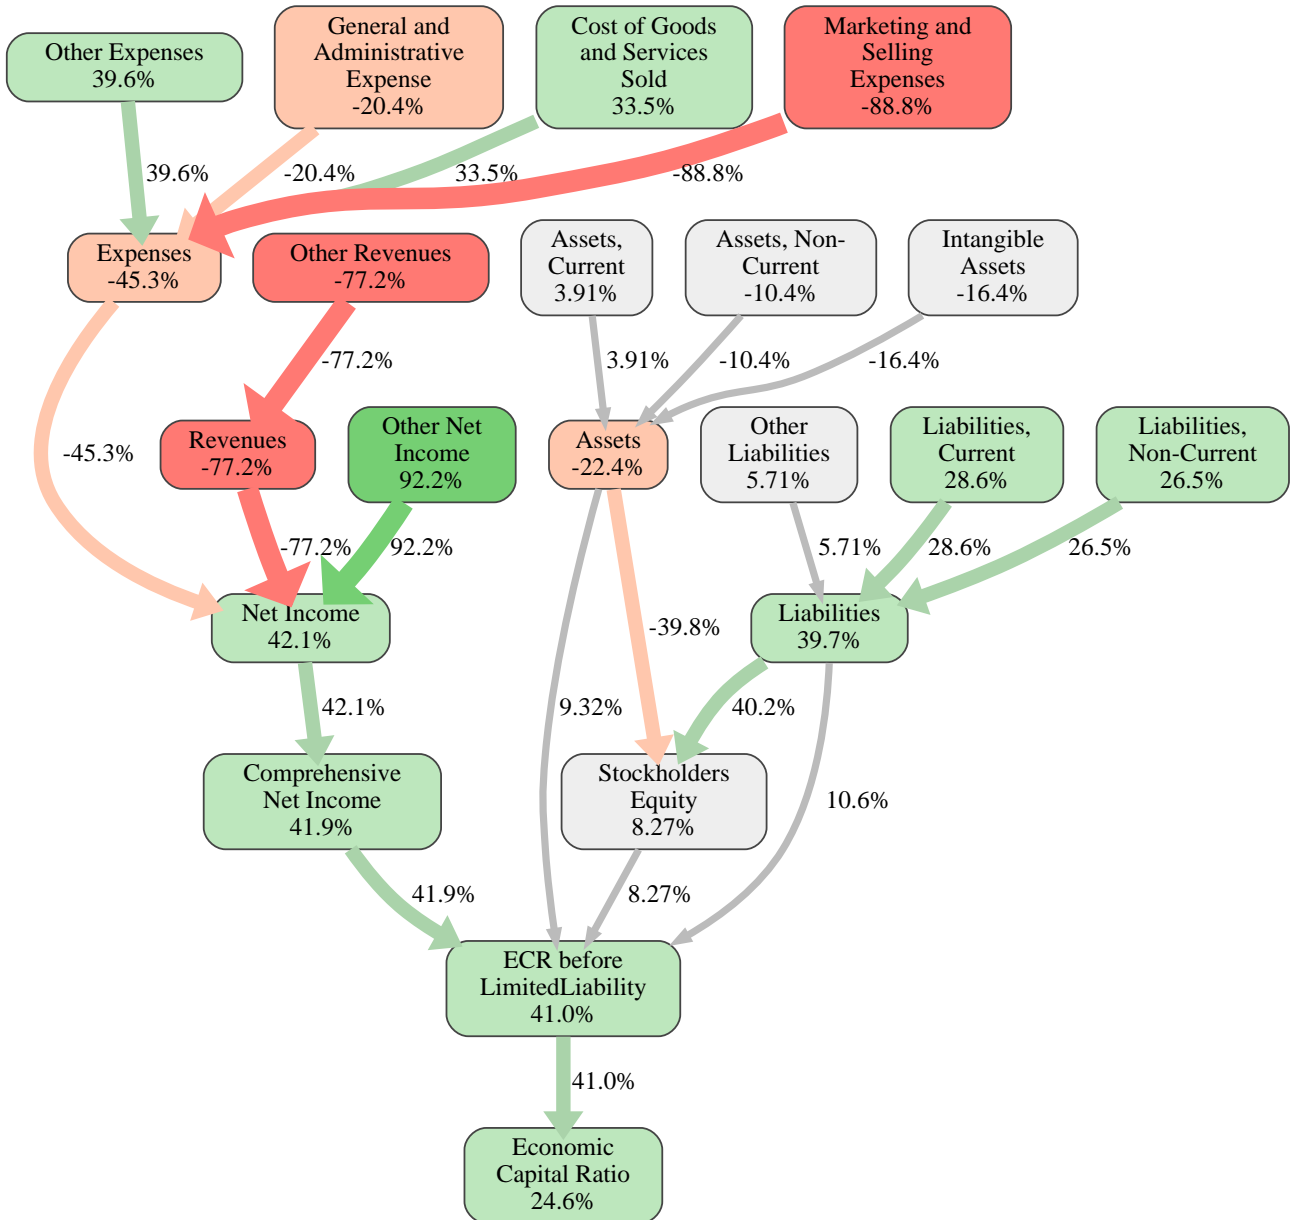 Other Expenses
39.6%
General and
Administrative
Expense
-20.4%
Cost of Goods
and Services
Sold
33.5%
Marketing and
Selling
Expenses
-88.8%
39.6%
-20.4%
33.5%
-88.8%
Expenses
-45.3%
Other Revenues
-77.2%
Assets,
Current
3.91%
Assets, Non-
Current
-10.4%
Intangible
Assets
-16.4%
-77.2%
3.91%
-10.4%
-16.4%
-45.3%
Revenues
-77.2%
Other Net
Income
92.2%
Assets
-22.4%
Other
Liabilities
5.71%
Liabilities,
Current
28.6%
Liabilities,
Non-Current
26.5%
-77.2%
92.2%
5.71%
28.6%
26.5%
Net Income
42.1%
-39.8%
Liabilities
39.7%
42.1%
9.32%
40.2%
Comprehensive
Net Income
41.9%
Stockholders
Equity
8.27%
10.6%
41.9%
8.27%
ECR before
LimitedLiability
41.0%
41.0%
Economic
Capital Ratio
24.6%